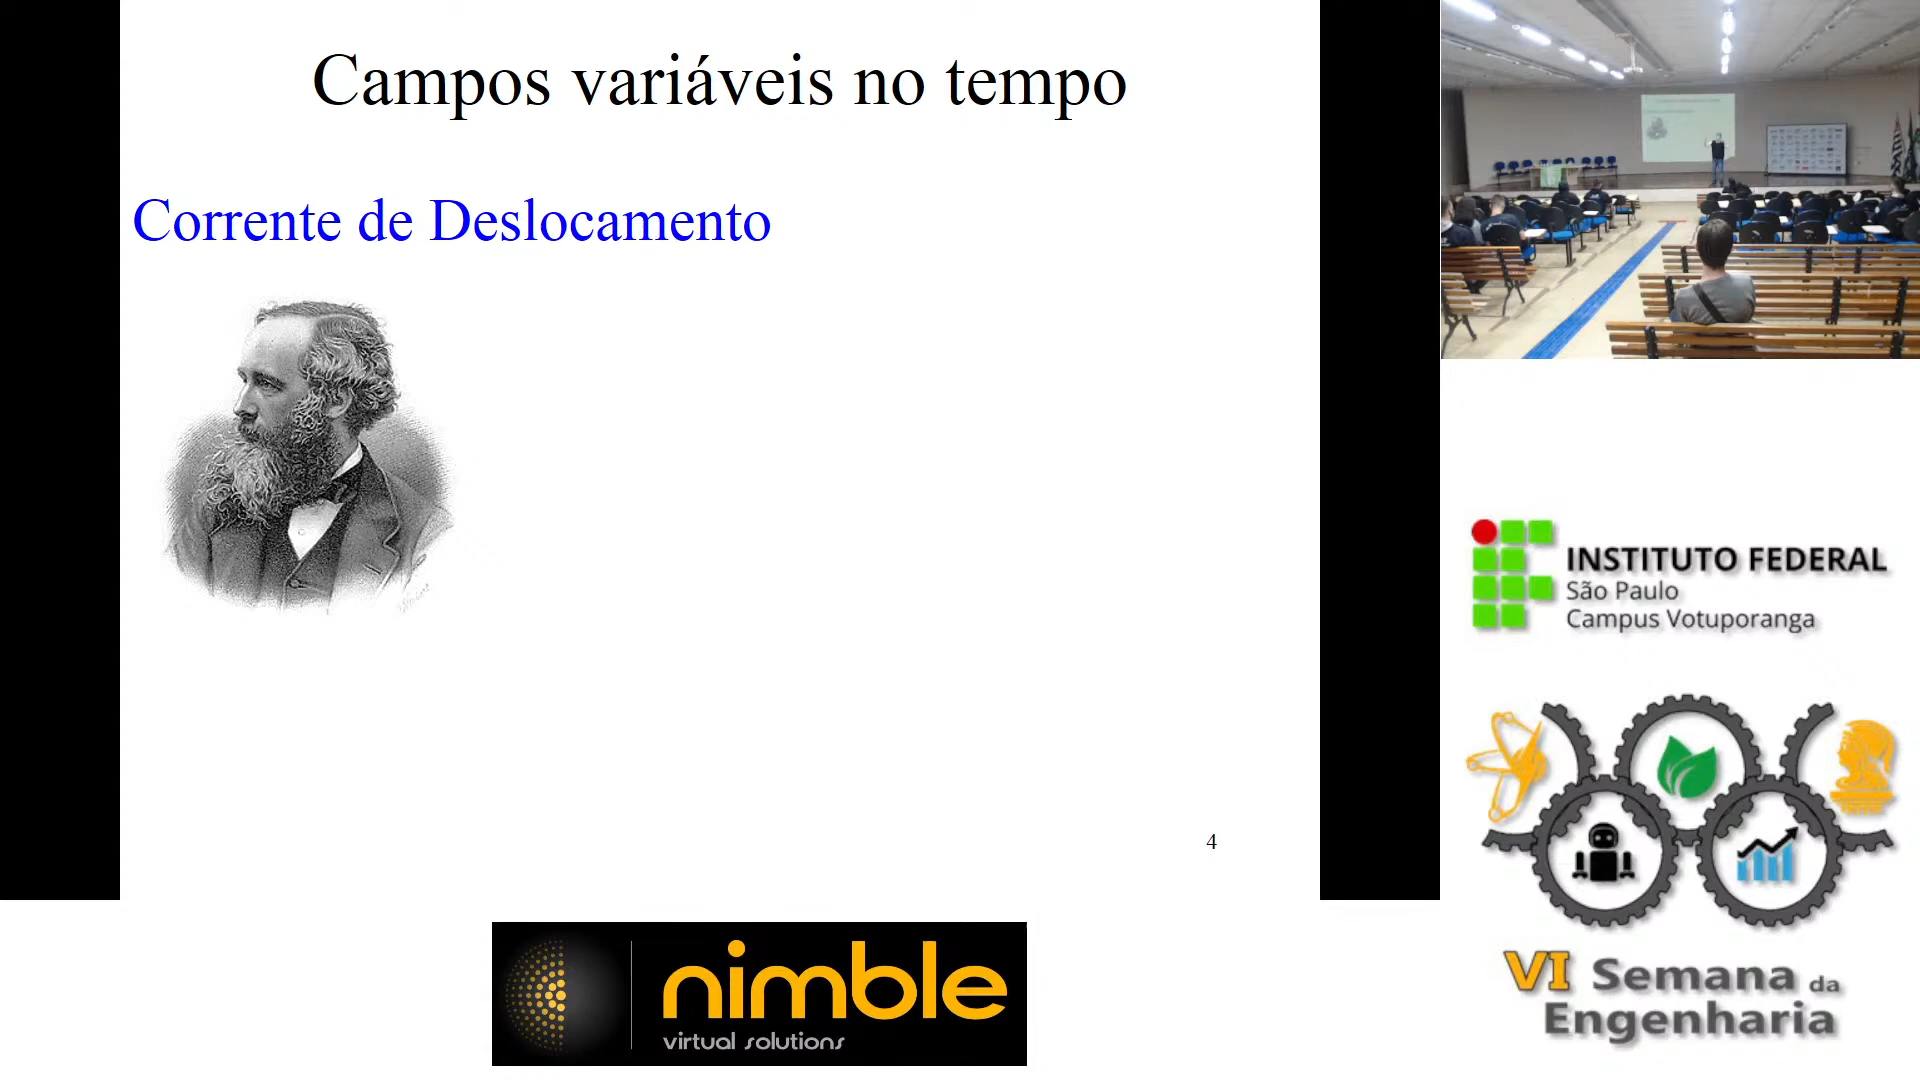 Campos variáveis no tempo
Corrente de Deslocamento
4
nimble
virtual solutions
INSTITUTO FEDERAL
São Paulo
Campus Votuporanga
VI Semana da
Engenharia